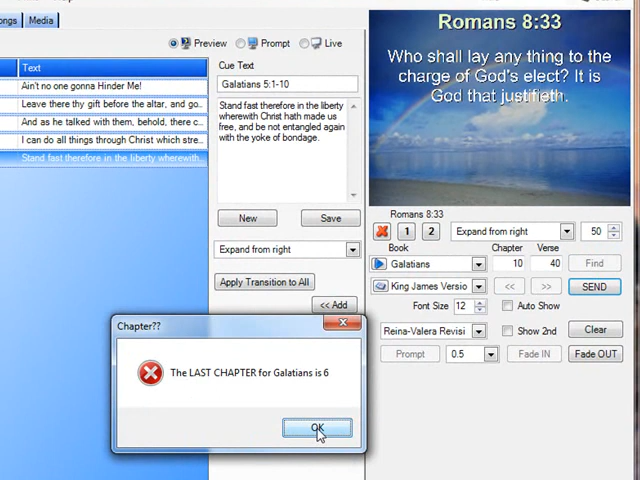 ongs
Media
Preview
Prompt
Live
Text
Ain't no one gonna Hinder Me!
Leave there thy gift before the altar, and go..
And as he talked with them, behold, there c..
I can do all things through Christ which stre..
Stand fast therefore in the liberty wherewith..
Cue Text
Galatians 5:1-10
Stand fast therefore in the liberty
wherewith Christ hath made us
free, and be not entangled again
with the yoke of bondage.
New
Save
Expand from right
Apply Transition to All
<< Add
Romans 8:33
Who shall lay any thing to the
charge of God's elect? It is
God that justifieth.
Romans 8:33
1
2
Expand from right
50
Book
Chapter
Verse
Galatians
10
40
Find
King James Versio
<<
>>
SEND
Font Size
12
Auto Show
Reina-Valera Revisi
Show 2nd
Clear
Prompt
0.5
Fade IN
Fade OUT
Chapter??
The LAST CHAPTER for Galatians is 6
OK